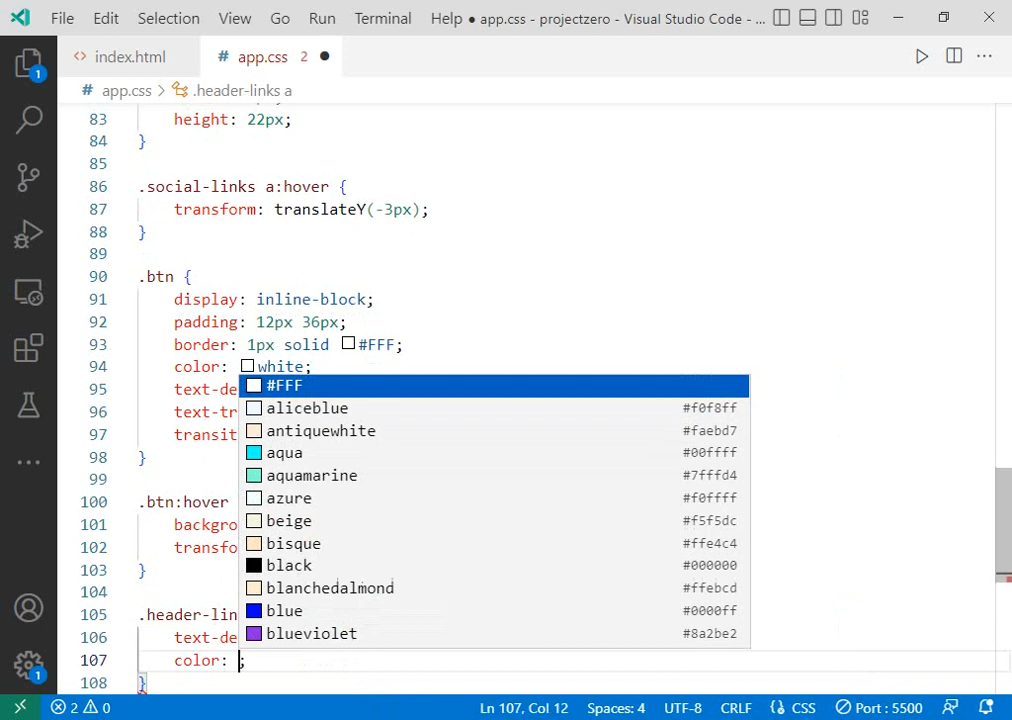 File Edit Selection View Go Run Terminal Help ● app.css - projectzero - Visual Studio Code - ...
1
<> index.html # app.css 2 ●
# app.css > .header-links a
83 height: 22px;
84 }
85
86 .social-links a:hover {
87 transform: translateY(-3px);
88 }
89
90 .btn {
91 display: inline-block;
92 padding: 12px 36px;
93 border: 1px solid #FFF;
94 color: white;
#FFF
95 text-de
aliceblue #f0f8ff
96 text-tr
antiquewhite #faebd7
97 transit
aqua #00ffff
98 }
aquamarine #7fffd4
99
azure #f0ffff
100 .btn:hover
beige #f5f5dc
101 backgro
bisque #ffe4c4
102 transfo
black #000000
103 }
blanchedalmond #ffebcd
104
blue #0000ff
105 .header-lin
blueviolet #8a2be2
106 text-de
107 color: ;
108 }
1
2 0 Ln 107, Col 12 Spaces: 4 UTF-8 CRLF {} CSS Port : 5500